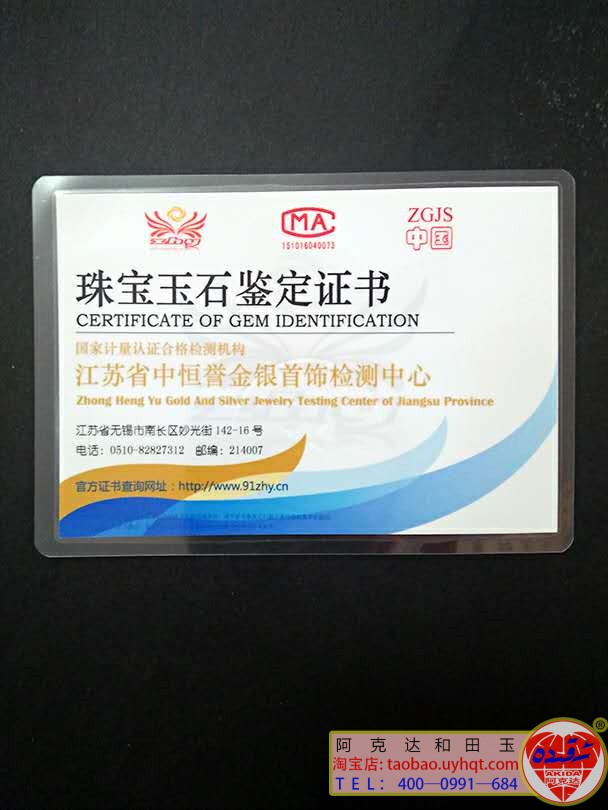 CMA
151016040073
ZGJS
中国
珠宝玉石鉴定证书
CERTIFICATE OF GEM IDENTIFICATION
国家计量认证合格检测机构
江苏省中恒誉金银首饰检测中心
Zhong Heng Yu Gold And Silver Jewelry Testing Center of Jiangsu Province
江苏省无锡市南长区妙光街142-16号
电话：0510-82827312 邮编：214007
官方证书查询网址：http://www.91zhy.cn
阿克达和田玉
淘宝店:taobao.uyhqt.com
TEL: 400—0991—684
®
AKIDA
阿克达